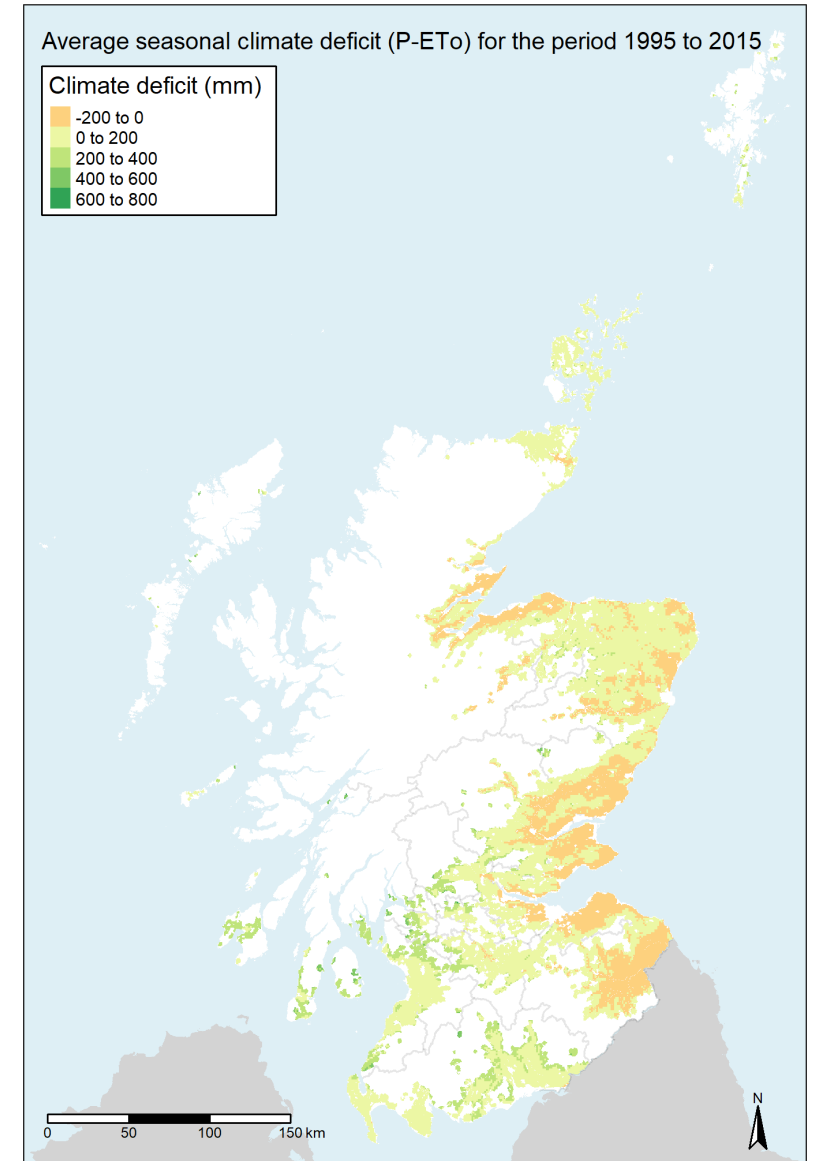 Average seasonal climate deficit (P-ETo) for the period 1995 to 2015
Climate deficit (mm)
-200 to 0
0 to 200
200 to 400
400 to 600
600 to 800
N
0 50 100 150 km